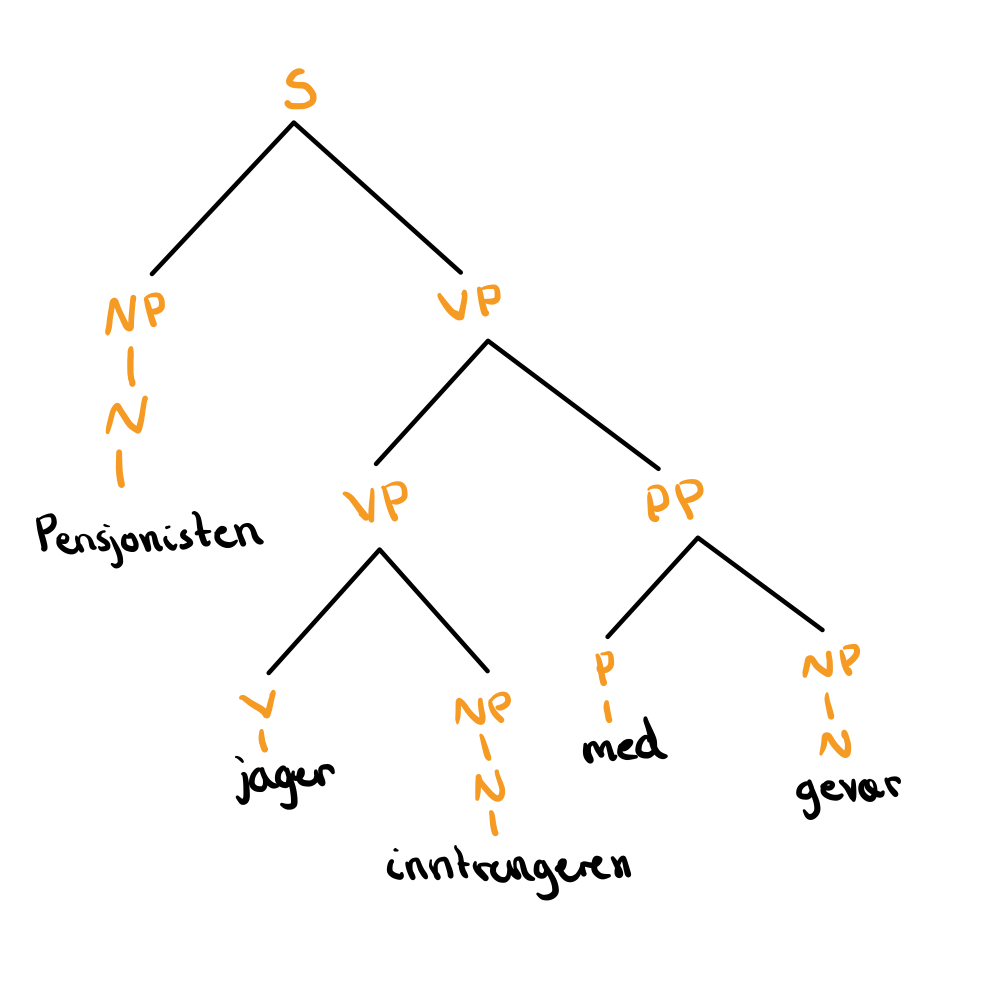 S
NP VP
N
VP PP
Pensjonisten
V NP P NP
jager N med N
inntrengeren gevær